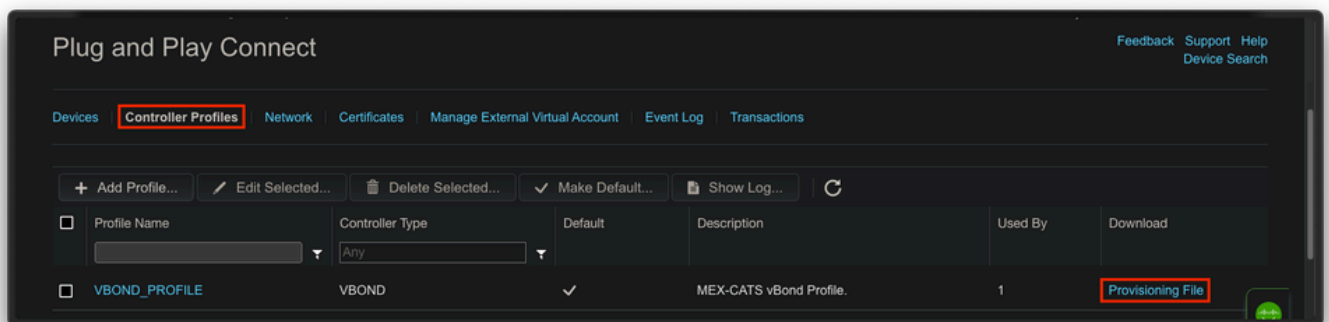 Plug and Play Connect
Feedback Support Help
Device Search
Devices Controller Profiles Network Certificates Manage External Virtual Account Event Log Transactions
+ Add Profile... Edit Selected... Delete Selected... Make Default... Show Log...
Profile Name Controller Type Default Description Used By Download
Any
VBOND_PROFILE VBOND MEX-CATS vBond Profile. 1 Provisioning File